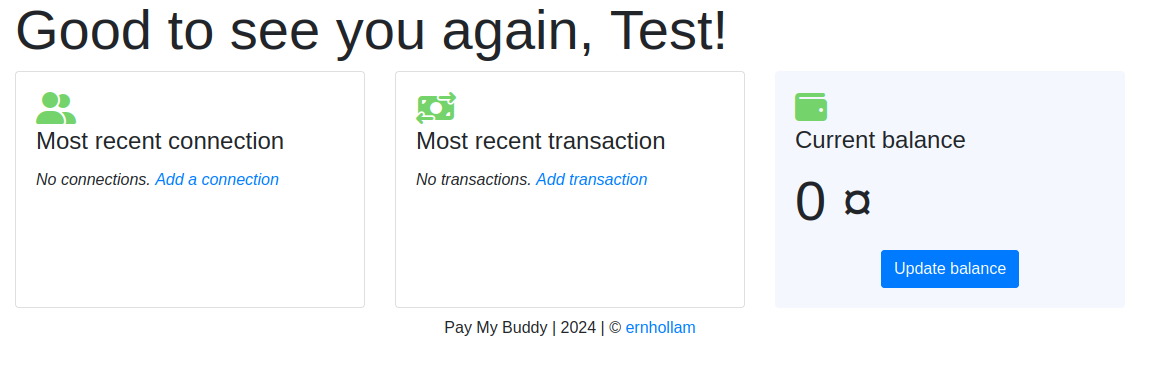 Good to see you again, Test!
Most recent connection
No connections. Add a connection
Most recent transaction
No transactions. Add transaction
Current balance
0 ¤
Update balance
Pay My Buddy | 2024 | © ernhollam